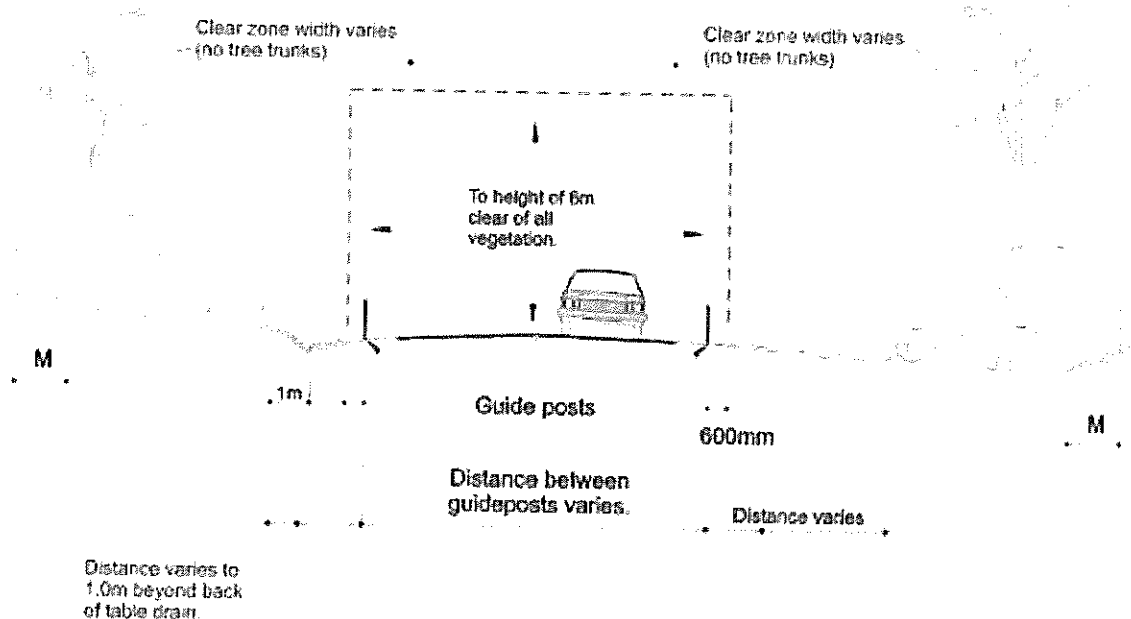 Clear zone width varies
(no tree trunks)
Clear zone width varies
(no tree trunks)
To height of 6m
clear of all
vegetation.
M
1m
Guide posts
600mm
M
Distance between
guideposts varies.
Distance varies
Distance varies to
1.0m beyond back
of table drain.